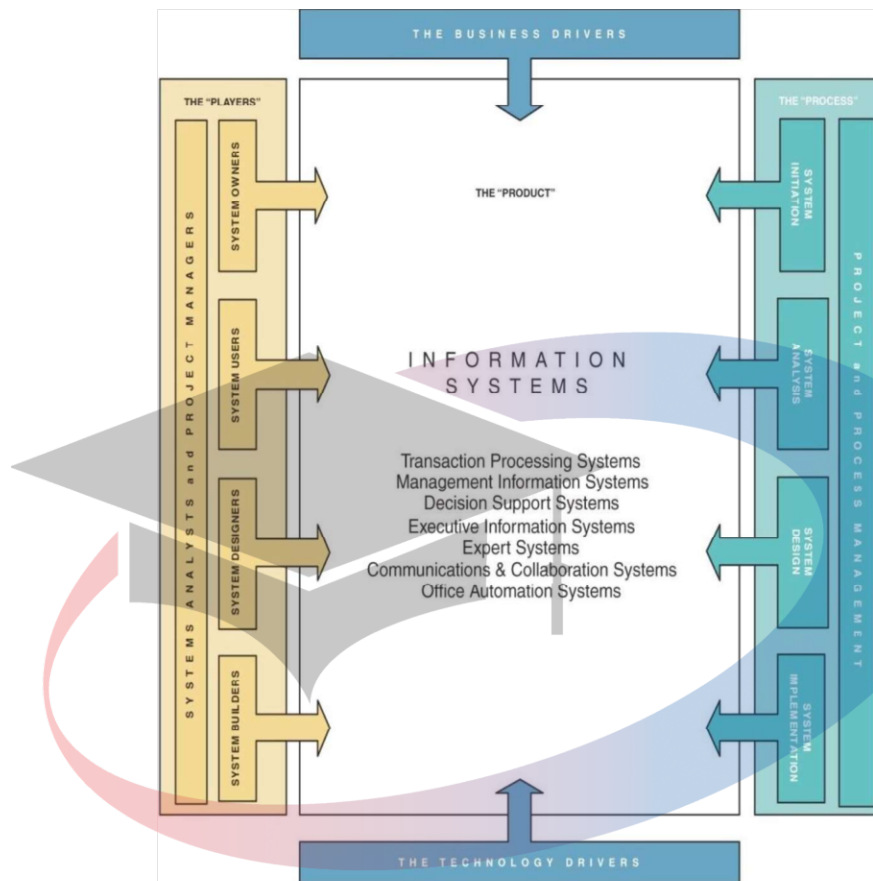 THE BUSINESS DRIVERS
THE "PLAYERS"
SYSTEMS ANALYSTS and PROJECT MANAGERS
SYSTEM OWNERS
SYSTEM USERS
SYSTEM DESIGNERS
SYSTEM BUILDERS
THE "PRODUCT"
INFORMATION
SYSTEMS
Transaction Processing Systems
Management Information Systems
Decision Support Systems
Executive Information Systems
Expert Systems
Communications & Collaboration Systems
Office Automation Systems
THE "PROCESS"
SYSTEM
INITIATION
SYSTEM
ANALYSIS
SYSTEM
DESIGN
SYSTEM
IMPLEMENTATION
PROJECT and PROCESS MANAGEMENT
THE TECHNOLOGY DRIVERS